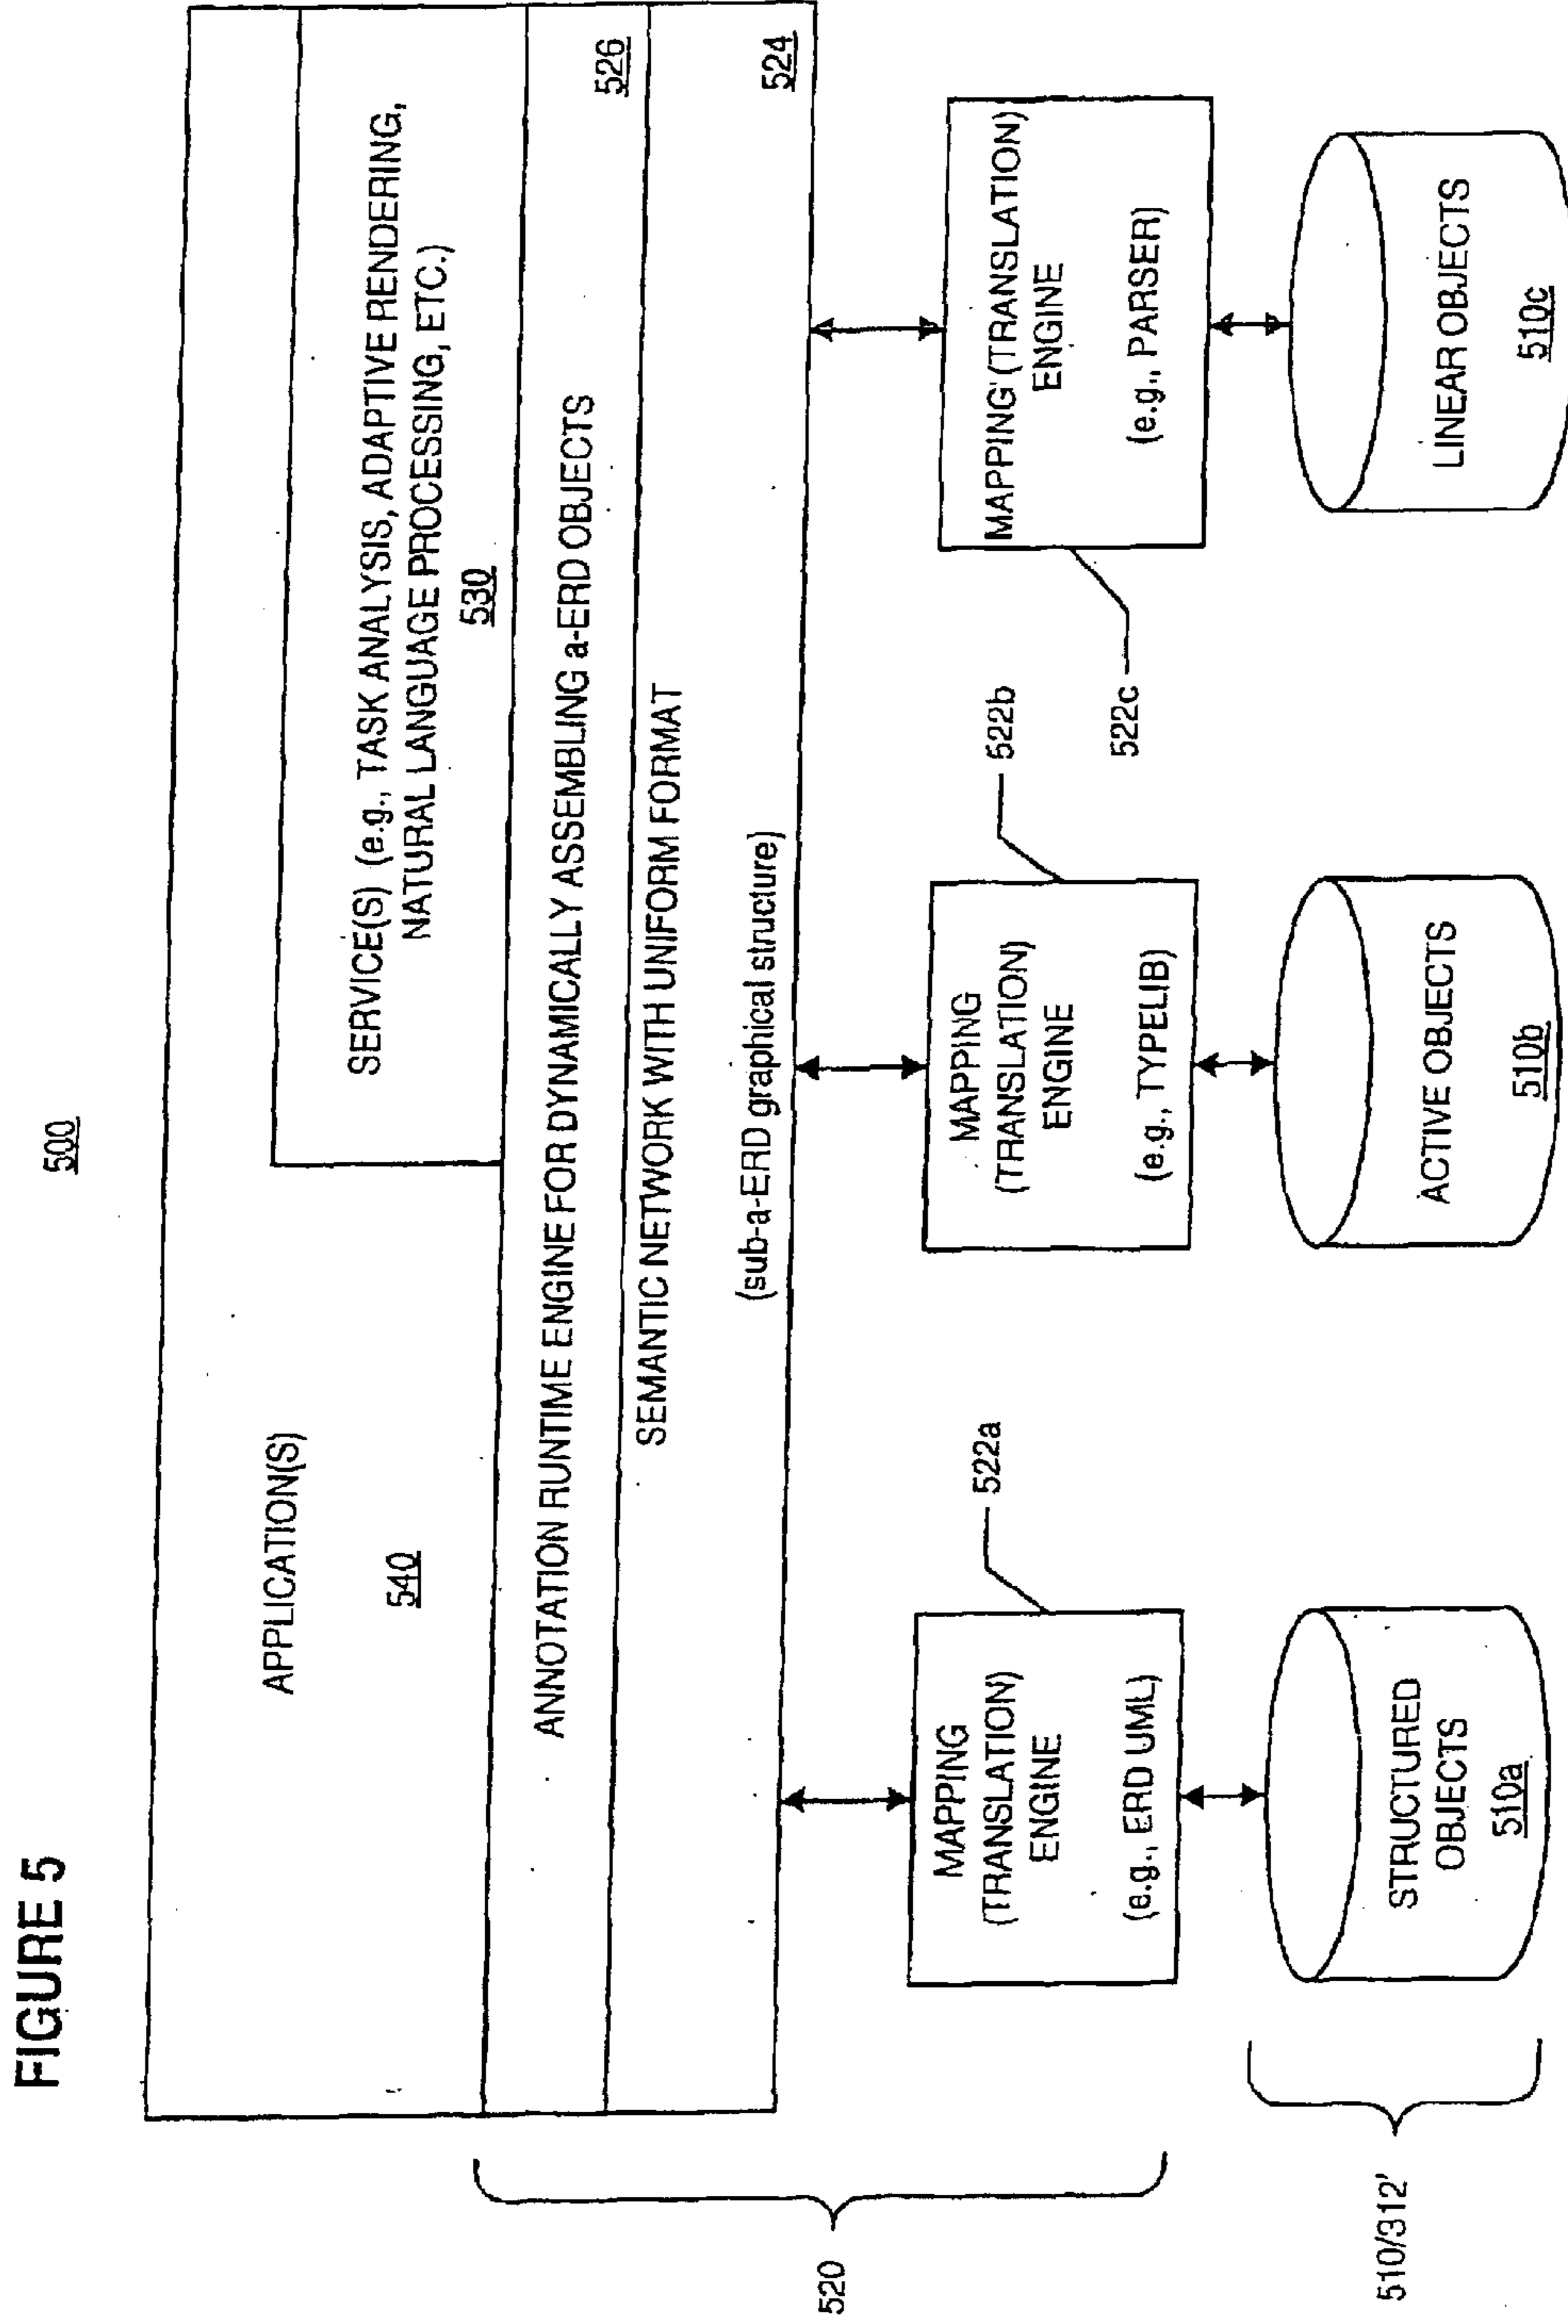 FIGURE 5
500
APPLICATION(S)
540
SERVICE(S) (e.g., TASK ANALYSIS, ADAPTIVE RENDERING,
NATURAL LANGUAGE PROCESSING, ETC.)
530
ANNOTATION RUNTIME ENGINE FOR DYNAMICALLY ASSEMBLING a-ERD OBJECTS
526
SEMANTIC NETWORK WITH UNIFORM FORMAT
(sub-a-ERD graphical structure)
524
520
MAPPING
(TRANSLATION)
ENGINE
(e.g., ERD UML)
522a
MAPPING
(TRANSLATION
ENGINE
(e.g., TYPELIB)
522b
MAPPING (TRANSLATION)
ENGINE
(e.g., PARSER)
522c
510/312'
STRUCTURED
OBJECTS
510a
ACTIVE OBJECTS
510b
LINEAR OBJECTS
510c